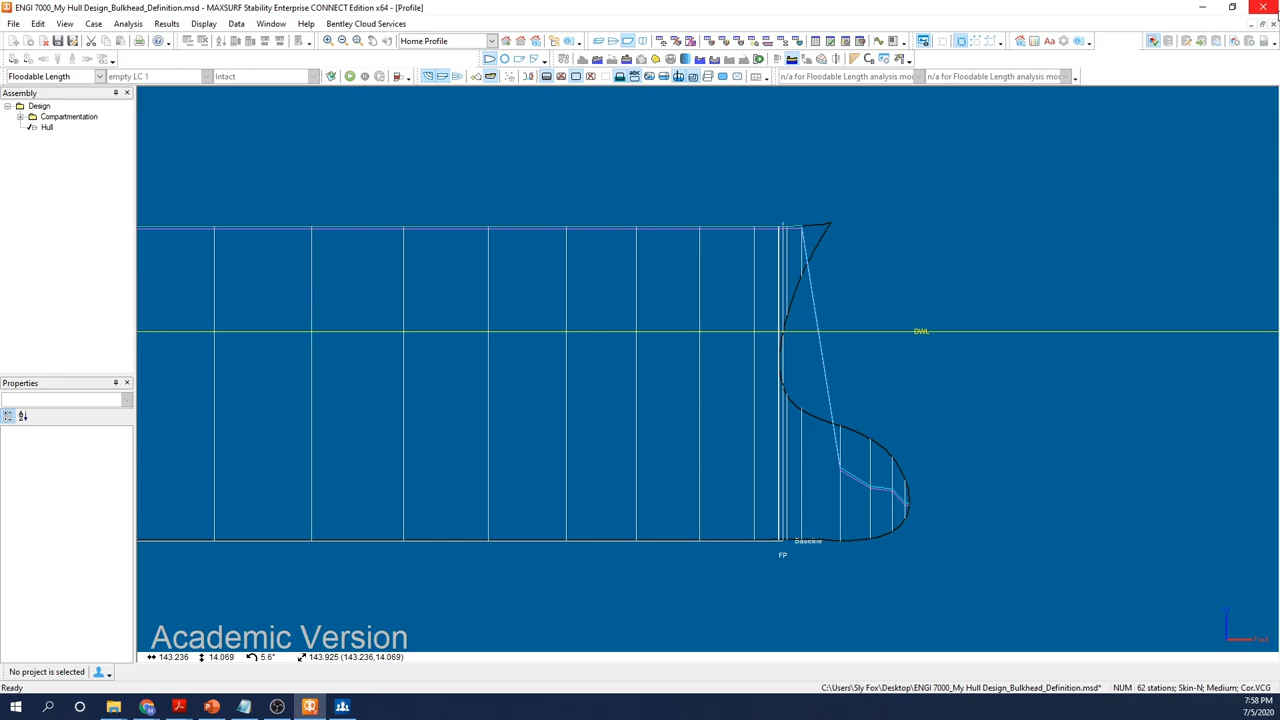 ENGI 7000_My Hull Design_Bulkhead_Definition.msd - MAXSURF Stability Enterprise CONNECT Edition x64 - [Profile]
File Edit View Case Analysis Results Display Data Window Help Bentley Cloud Services
Home Profile
Floodable Length empty LC 1 Intact n/a for Floodable Length analysis mo n/a for Floodable Length analysis mo
Assembly
Design
Compartmentation
Hull
DWL
Properties
Baseline
FP
Academic Version
143.236 14.069 5.6° 143.925 (143.236,14.069)
No project is selected
Ready C:\Users\Sly Fox\Desktop\ENGI 7000_My Hull Design_Bulkhead_Definition.msd* NUM 62 stations; Skin-N; Medium; Cor.VCG
7:58 PM
7/5/2020